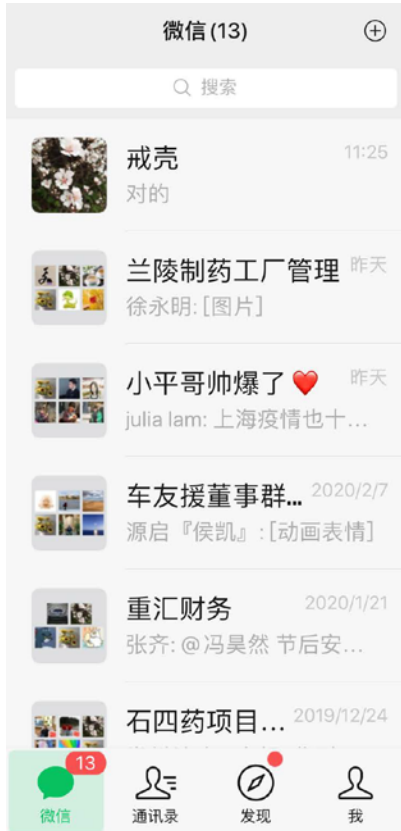 微信(13)
搜索
戒壳 11:25
对的
兰陵制药工厂管理 昨天
徐永明: [图片]
小平哥帅爆了❤️ 昨天
julia lam: 上海疫情也十...
车友援董事群... 2020/2/7
源启『侯凯』: [动画表情]
重汇财务 2020/1/21
张齐: @冯昊然 节后安...
石四药项目... 2019/12/24
13
微信 通讯录 发现 我